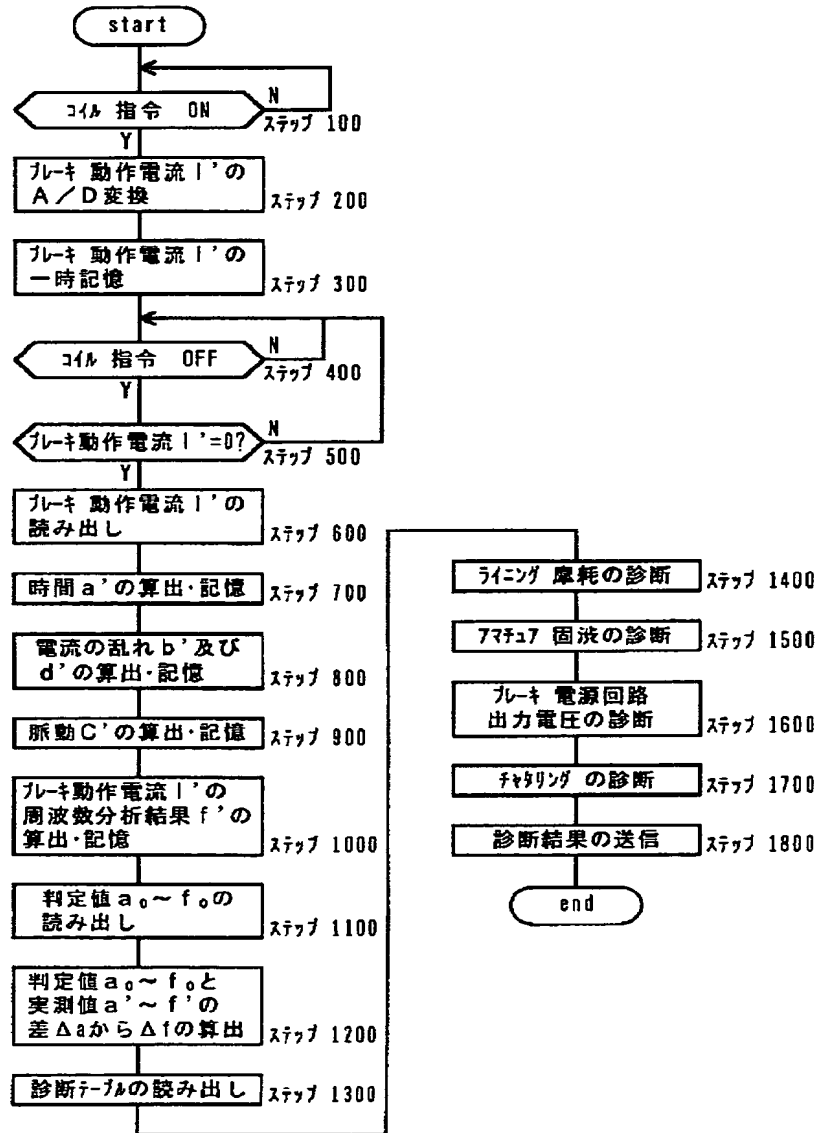 start
コイル 指令 ON
N
ステップ 100
Y
ブレーキ 動作電流I'の
A/D変換
ステップ 200
ブレーキ 動作電流I'の
一時記憶
ステップ 300
コイル 指令 OFF
N
ステップ 400
Y
ブレーキ動作電流I'=0?
N
ステップ 500
Y
ブレーキ 動作電流I'の
読み出し
ステップ 600
時間a'の算出・記憶
ステップ 700
電流の乱れb'及び
d'の算出・記憶
ステップ 800
脈動C'の算出・記憶
ステップ 900
ブレーキ動作電流I'の
周波数分析結果f'の
算出・記憶
ステップ 1000
判定値a₀~f₀の
読み出し
ステップ 1100
判定値a₀~f₀と
実測値a'~f'の
差ΔaからΔfの算出
ステップ 1200
診断テーブルの読み出し
ステップ 1300
ライニング 摩耗の診断
ステップ 1400
アマチュア 固渋の診断
ステップ 1500
ブレーキ 電源回路
出力電圧の診断
ステップ 1600
チャタリング の診断
ステップ 1700
診断結果の送信
ステップ 1800
end